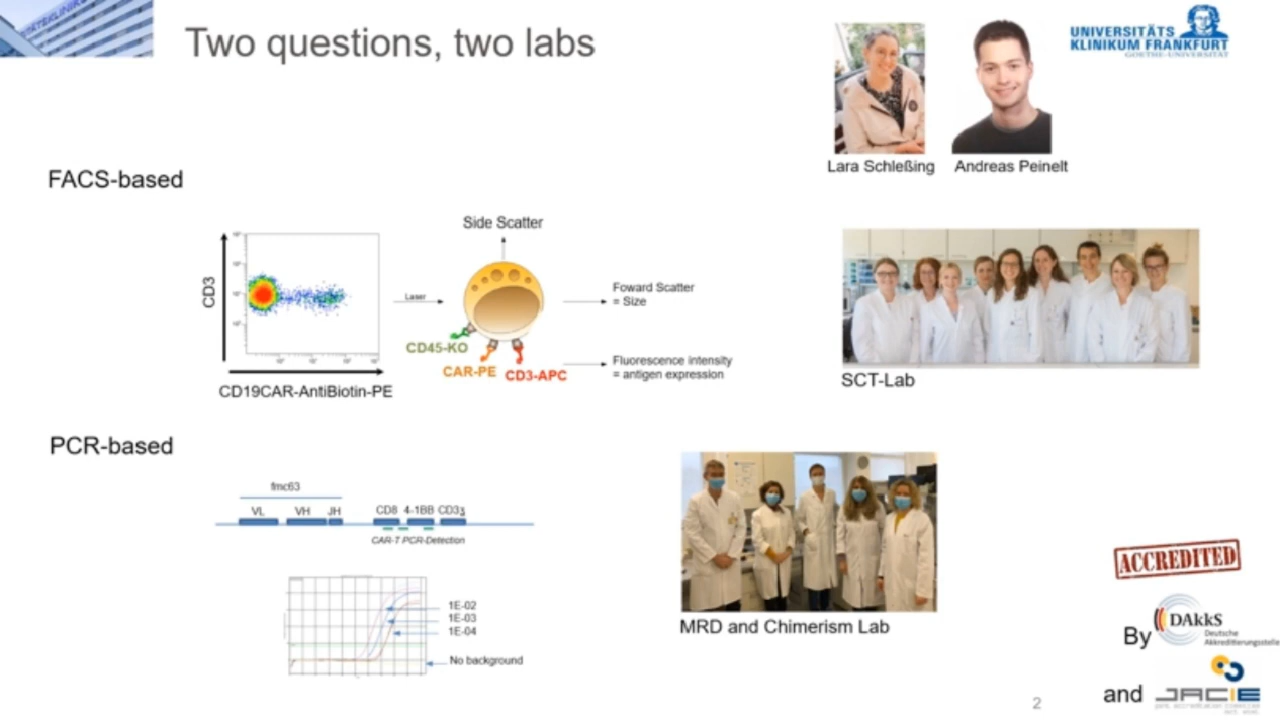 Two questions, two labs
UNIVERSITÄTS
KLINIKUM FRANKFURT
GOETHE-UNIVERSITÄT
Lara Schleßing
Andreas Peinelt
FACS-based
Side Scatter
CD3
Laser
Foward Scatter
= Size
CD45-KO
CAR-PE
CD3-APC
Fluorescence intensity
= antigen expression
CD19CAR-AntiBiotin-PE
SCT-Lab
PCR-based
fmc63
VL VH JH CD8 4-1BB CD3ʒ
CAR-T PCR-Detection
1E-02
1E-03
1E-04
No background
MRD and Chimerism Lab
ACCREDITED
By
DAkkS
Deutsche
Akkreditierungsstelle
and
JACIE
2